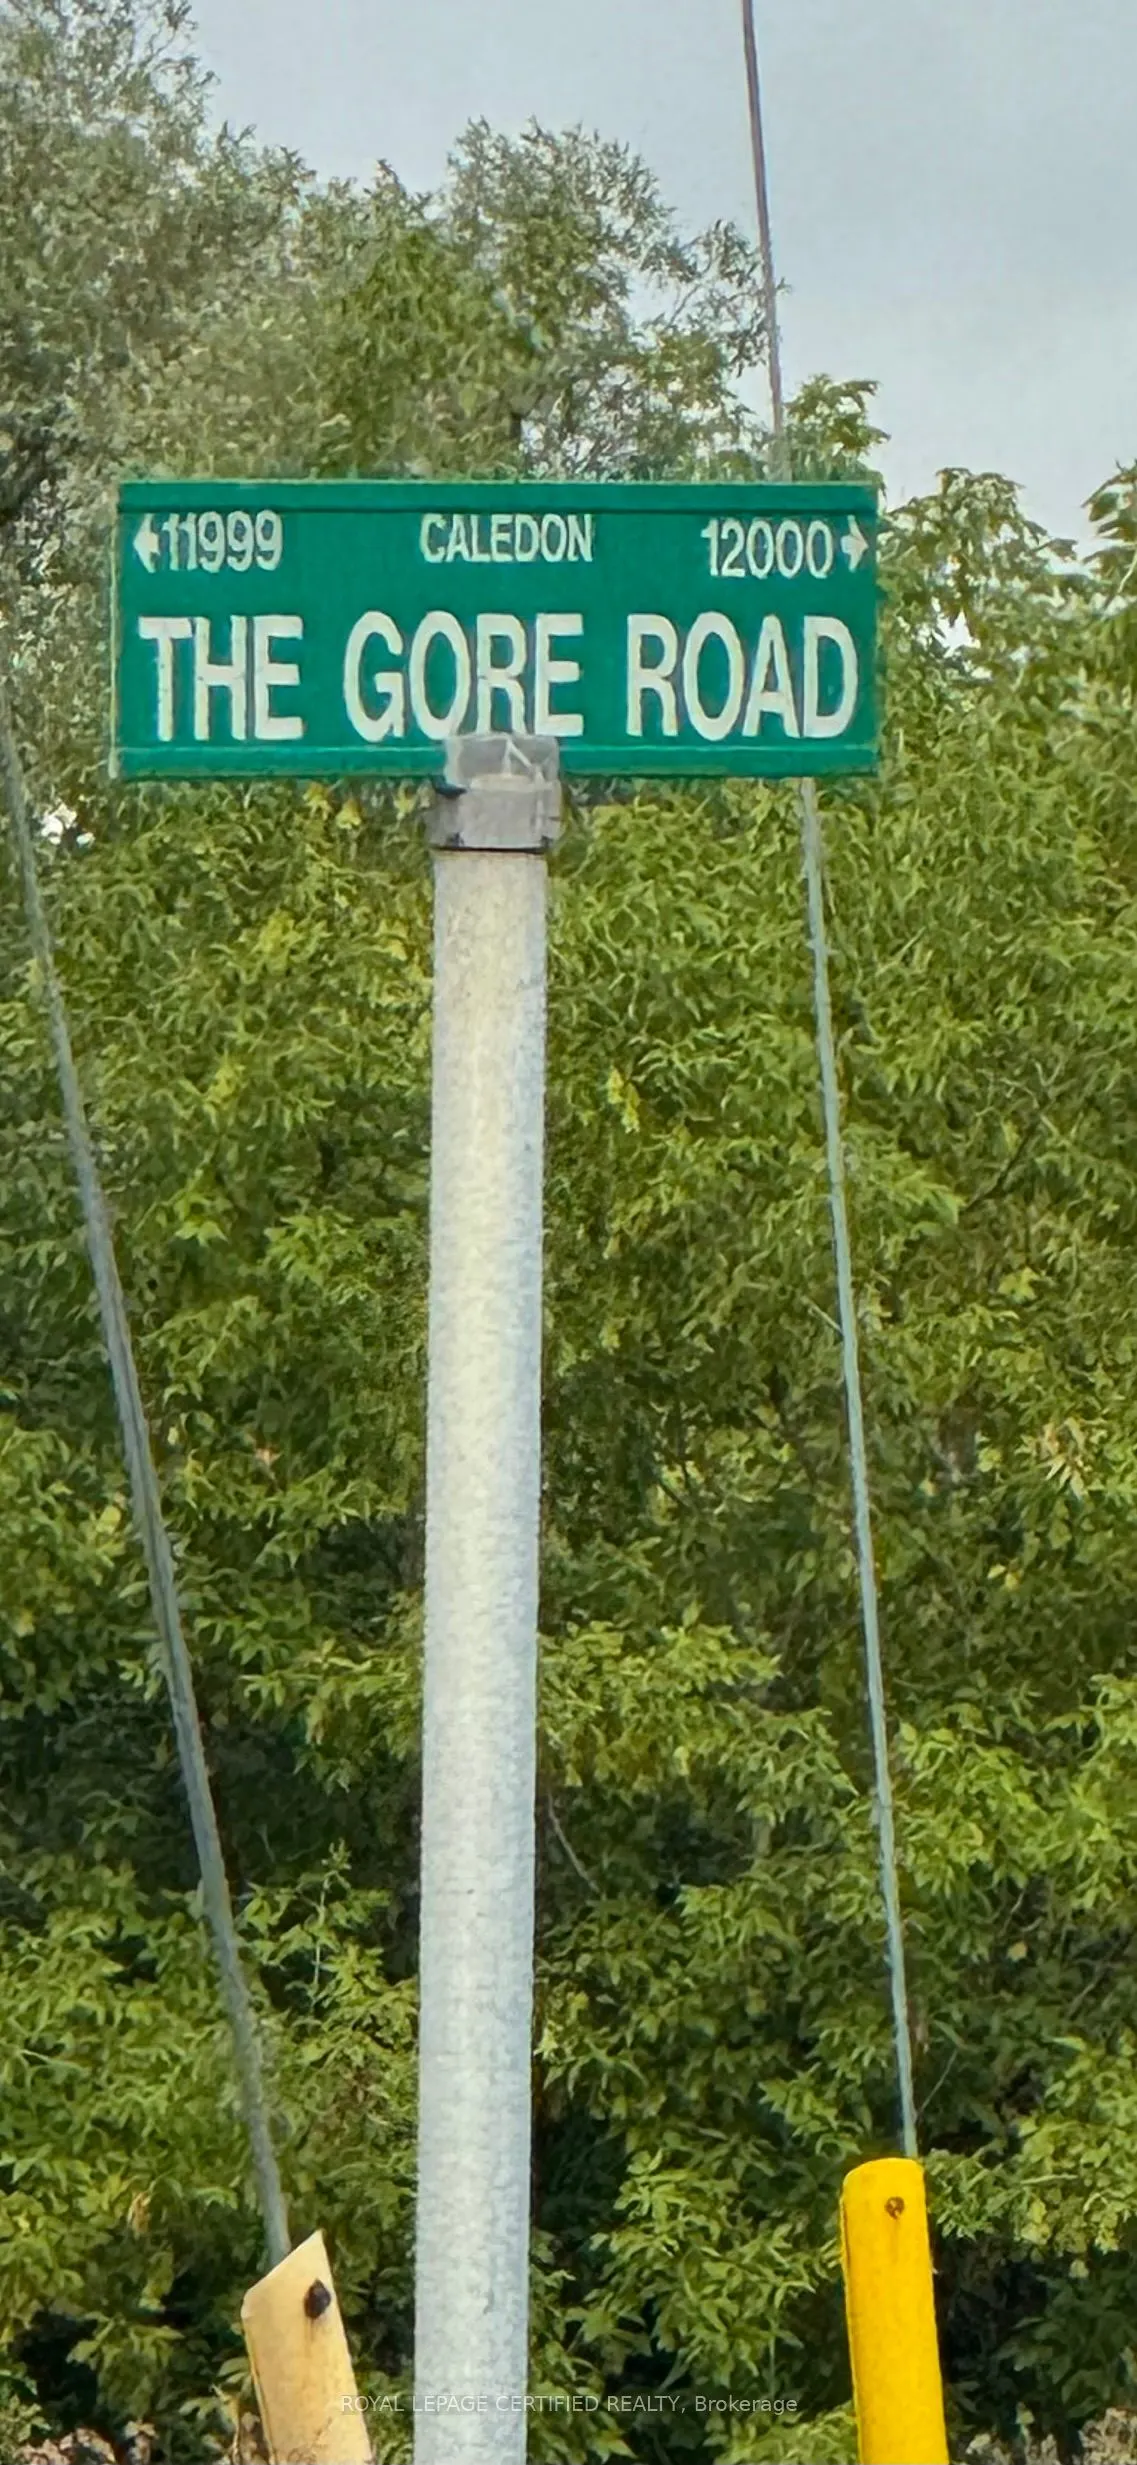 ←11999 CALEDON 12000→
THE GORE ROAD
ROYAL LEPAGE CERTIFIED REALTY, Brokerage